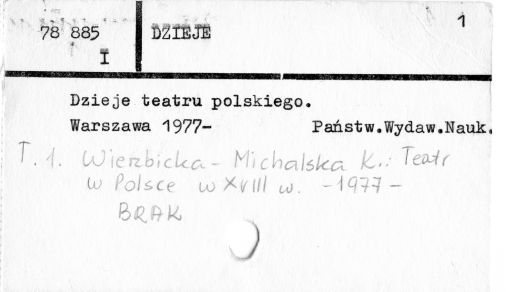 1
78 885 DZIEJE
I
Dzieje teatru polskiego.
Warszawa 1977- Państw.Wydaw.Nauk.
T. 1. Wierzbicka-Michalska K.: Teatr
w Polsce w XVIII w. -1977-
BRAK